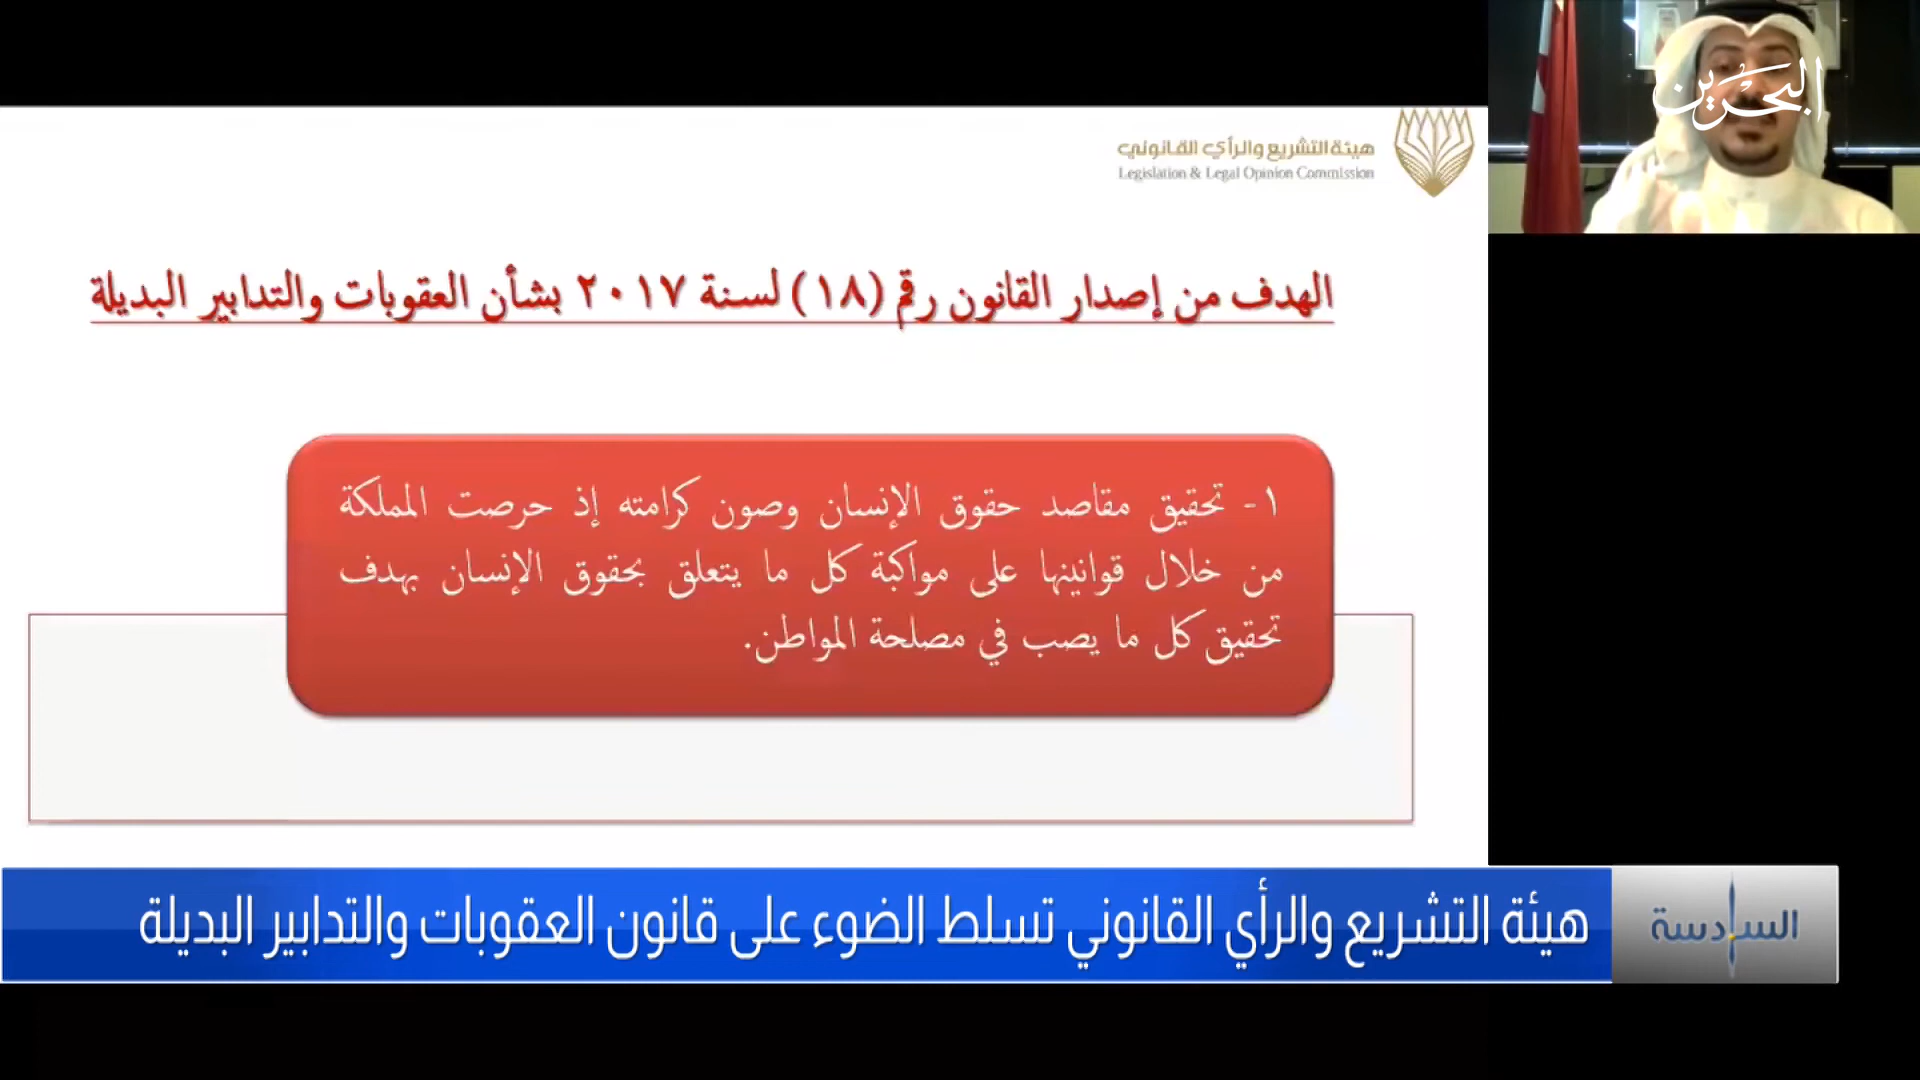 البحرين
هيئة التشريع والرأي القانوني
Legislation & Legal Opinion Commission
الهدف من إصدار القانون رقم (١٨) لسنة ٢٠١٧ بشأن العقوبات والتدابير البديلة
١- تحقيق مقاصد حقوق الإنسان وصون كرامته إذ حرصت المملكة
من خلال قوانينها على مواكبة كل ما يتعلق بحقوق الإنسان بهدف
تحقيق كل ما يصب في مصلحة المواطن.
هيئة التشريع والرأي القانوني تسلط الضوء على قانون العقوبات والتدابير البديلة
السادسة